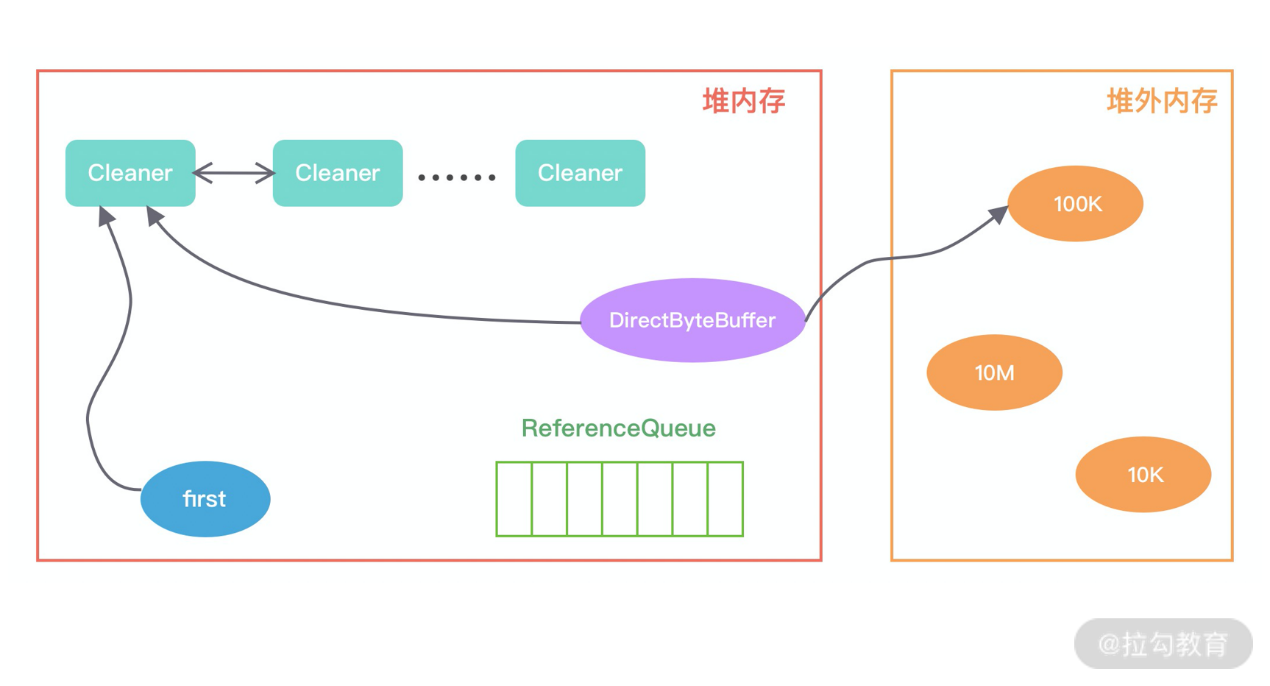 堆内存
堆外内存
Cleaner
Cleaner
......
Cleaner
100K
DirectByteBuffer
10M
ReferenceQueue
10K
first
@拉勾教育